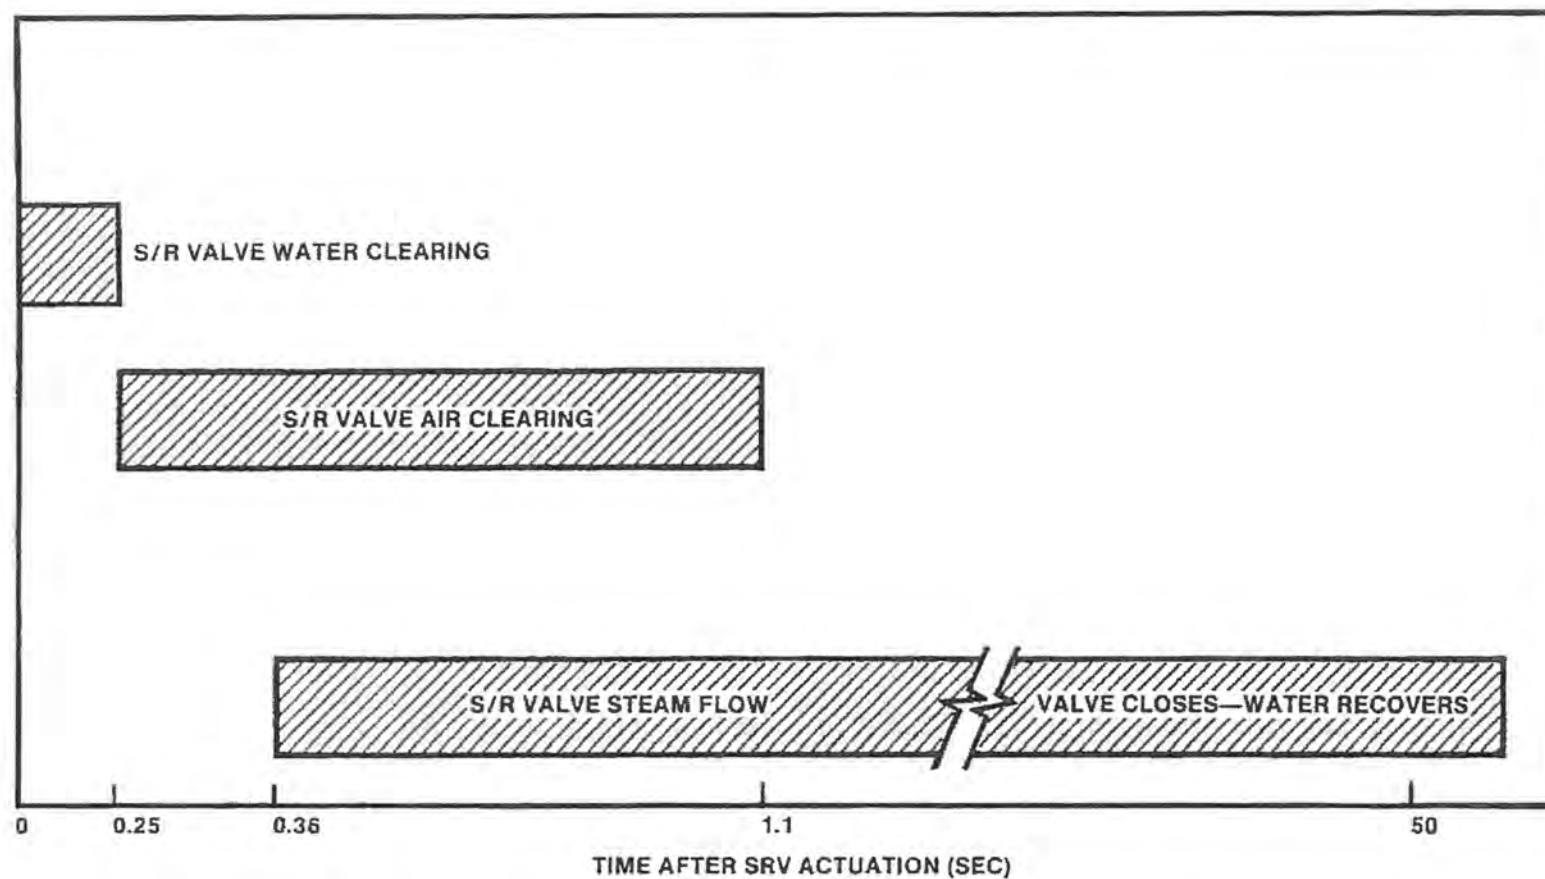 S/R VALVE WATER CLEARING
S/R VALVE AIR CLEARING
S/R VALVE STEAM FLOW
VALVE CLOSES—WATER RECOVERS
0 0.25 0.36 1.1 50
TIME AFTER SRV ACTUATION (SEC)